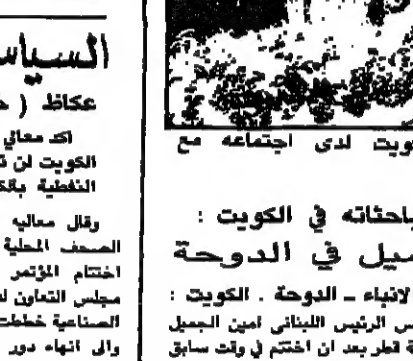 كويت لدى اجتماعه مع
باحثاته في الكويت :
ميل في الدوحة
الانباء ـ الدوحة . الكويت :
س الرئيس اللبناني امين الجميل
ة قطر بعد ان اختتم في وقت سابق
السياس
عكاظ (
اكد معالي
الكويت لن
النفطية بالك
وقال معاليه
الصحف المحلية
اختتام المؤتمر
مجلس التعاون
الصناعية خططت
والى انهاء دور